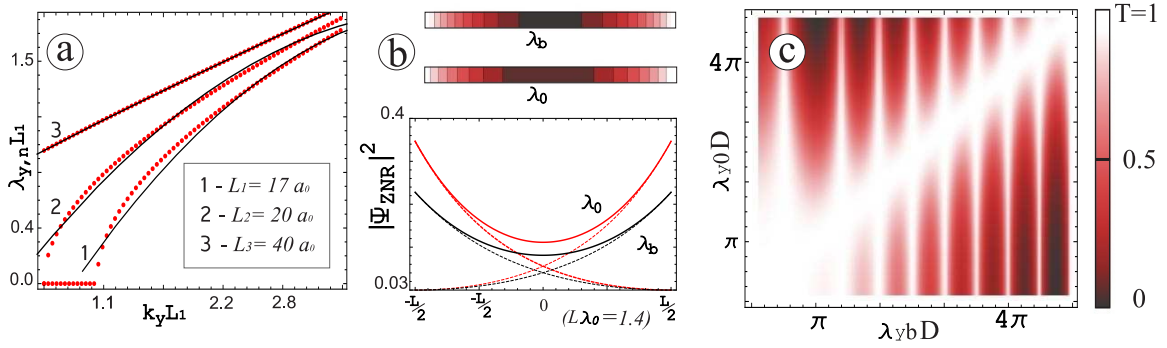 a
1.5
0.4
0.0
λy,nL1
3
2
1
1 - L1= 17 a0
2 - L2= 20 a0
3 - L3= 40 a0
1.1 2.2 2.8
kyL1
b
λb
λ0
0.4
0.03
|ΨZNR|2
λ0
λb
-L/2 -L/2 0 L/2
(Lλ0=1.4)
c
4π
π
λy0D
π 4π
λybD
T=1
0.5
0